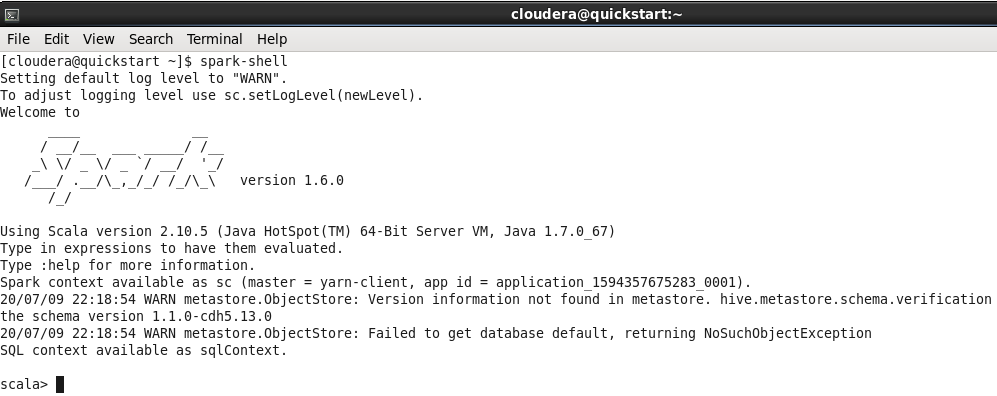 cloudera@quickstart:~
File Edit View Search Terminal Help
[cloudera@quickstart ~]$ spark-shell
Setting default log level to "WARN".
To adjust logging level use sc.setLogLevel(newLevel).
Welcome to
      ____              __
     / __/__  ___ _____/ /__
    _\ \/ _ \/ _ `/ __/  '_/
   /___/ .__/\_,_/_/ /_/\_\   version 1.6.0
      /_/
Using Scala version 2.10.5 (Java HotSpot(TM) 64-Bit Server VM, Java 1.7.0_67)
Type in expressions to have them evaluated.
Type :help for more information.
Spark context available as sc (master = yarn-client, app id = application_1594357675283_0001).
20/07/09 22:18:54 WARN metastore.ObjectStore: Version information not found in metastore. hive.metastore.schema.verification
the schema version 1.1.0-cdh5.13.0
20/07/09 22:18:54 WARN metastore.ObjectStore: Failed to get database default, returning NoSuchObjectException
SQL context available as sqlContext.
scala>